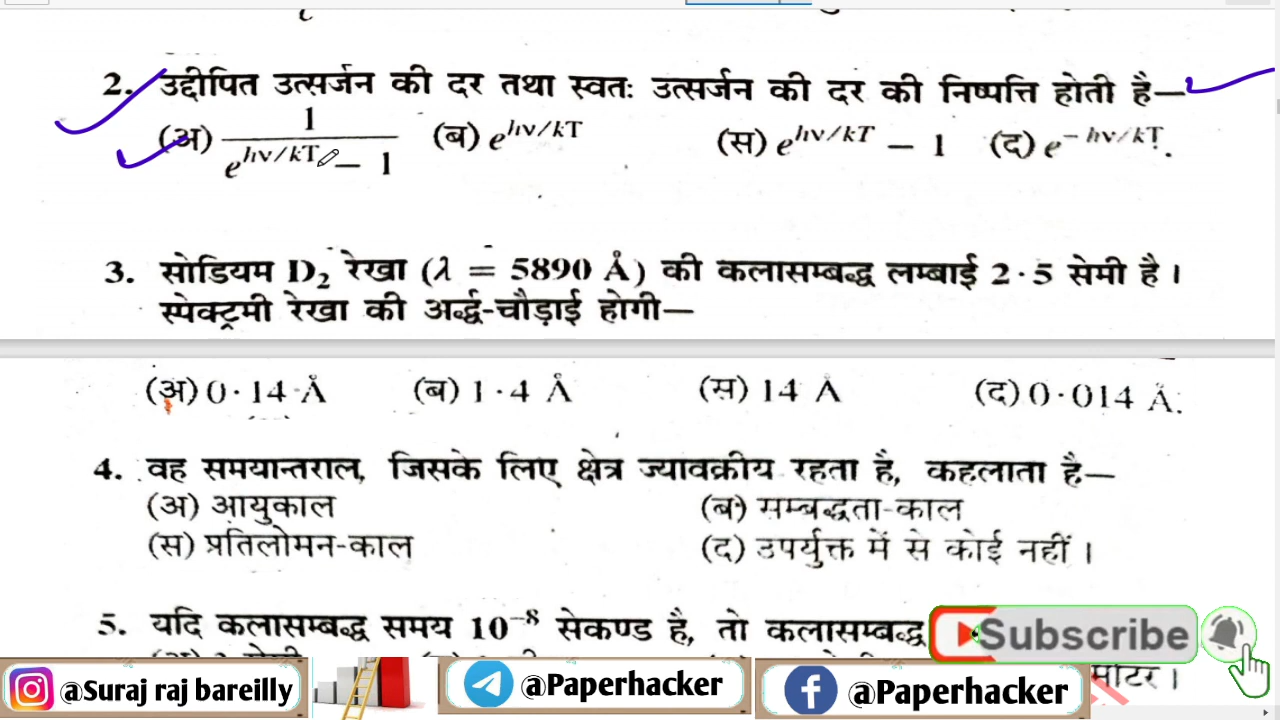 2. उद्दीपित उत्सर्जन की दर तथा स्वतः उत्सर्जन की दर की निष्पत्ति होती है—
(अ) 1/(e^{hν/kT} − 1) (ब) e^{hν/kT} (स) e^{hν/kT} − 1 (द) e^{− hν/kT}.
3. सोडियम D₂ रेखा (λ = 5890 Å) की कलासम्बद्ध लम्बाई 2·5 सेमी है।
स्पेक्ट्रमी रेखा की अर्द्ध-चौड़ाई होगी—
(अ) 0·14 Å (ब) 1·4 Å (स) 14 Å (द) 0·014 Å.
4. वह समयान्तराल, जिसके लिए क्षेत्र ज्यावक्रीय रहता है, कहलाता है—
(अ) आयुकाल (ब) सम्बद्धता-काल
(स) प्रतिलोमन-काल (द) उपर्युक्त में से कोई नहीं।
5. यदि कलासम्बद्ध समय 10⁻⁸ सेकण्ड है, तो कलासम्बद्ध
Subscribe
मीटर।
@Suraj raj bareilly @Paperhacker @Paperhacker